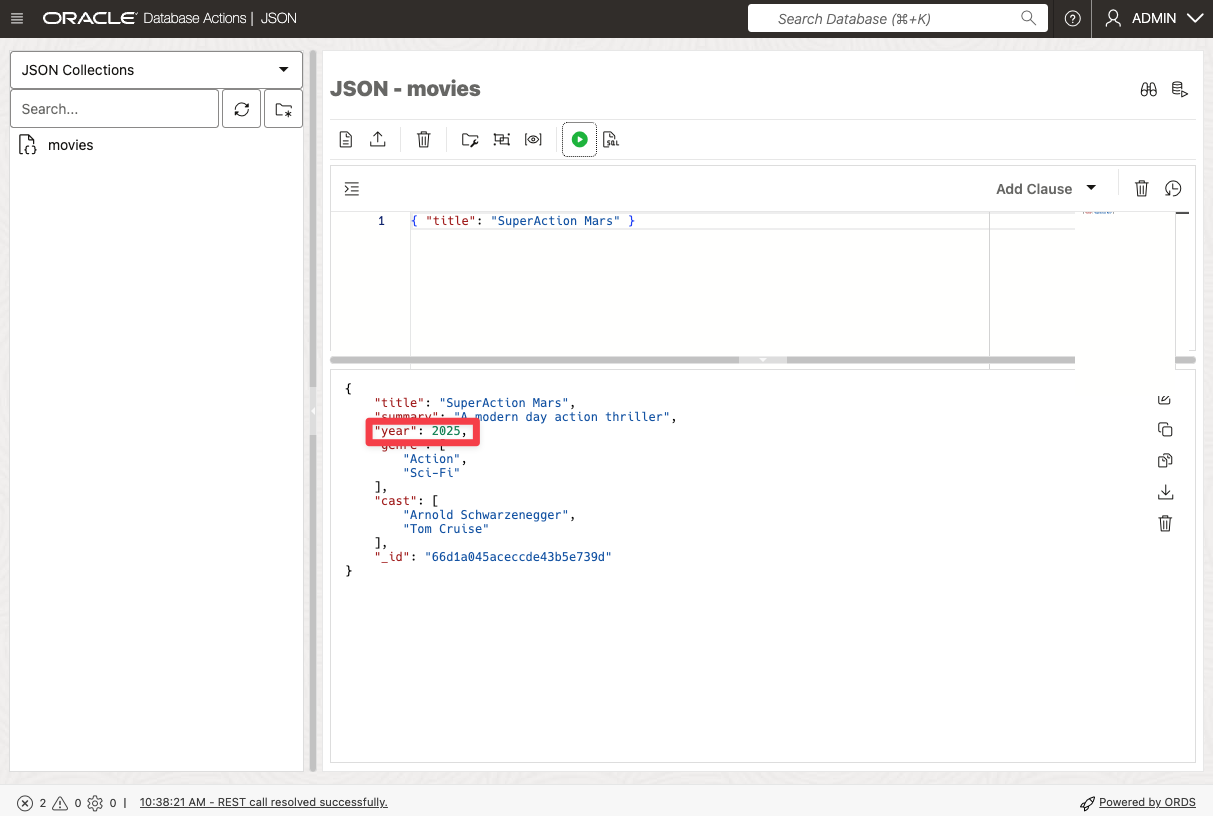 ORACLE Database Actions | JSON
Search Database (⌘+K)
ADMIN
JSON Collections
Search...
movies
JSON - movies
SQL
Add Clause
1 { "title": "SuperAction Mars" }
{
"title": "SuperAction Mars",
"summary": "A modern day action thriller",
"year": 2025,
"genre": [
"Action",
"Sci-Fi"
],
"cast": [
"Arnold Schwarzenegger",
"Tom Cruise"
],
"_id": "66d1a045aceccde43b5e739d"
}
2 0 0 | 10:38:21 AM - REST call resolved successfully.
Powered by ORDS